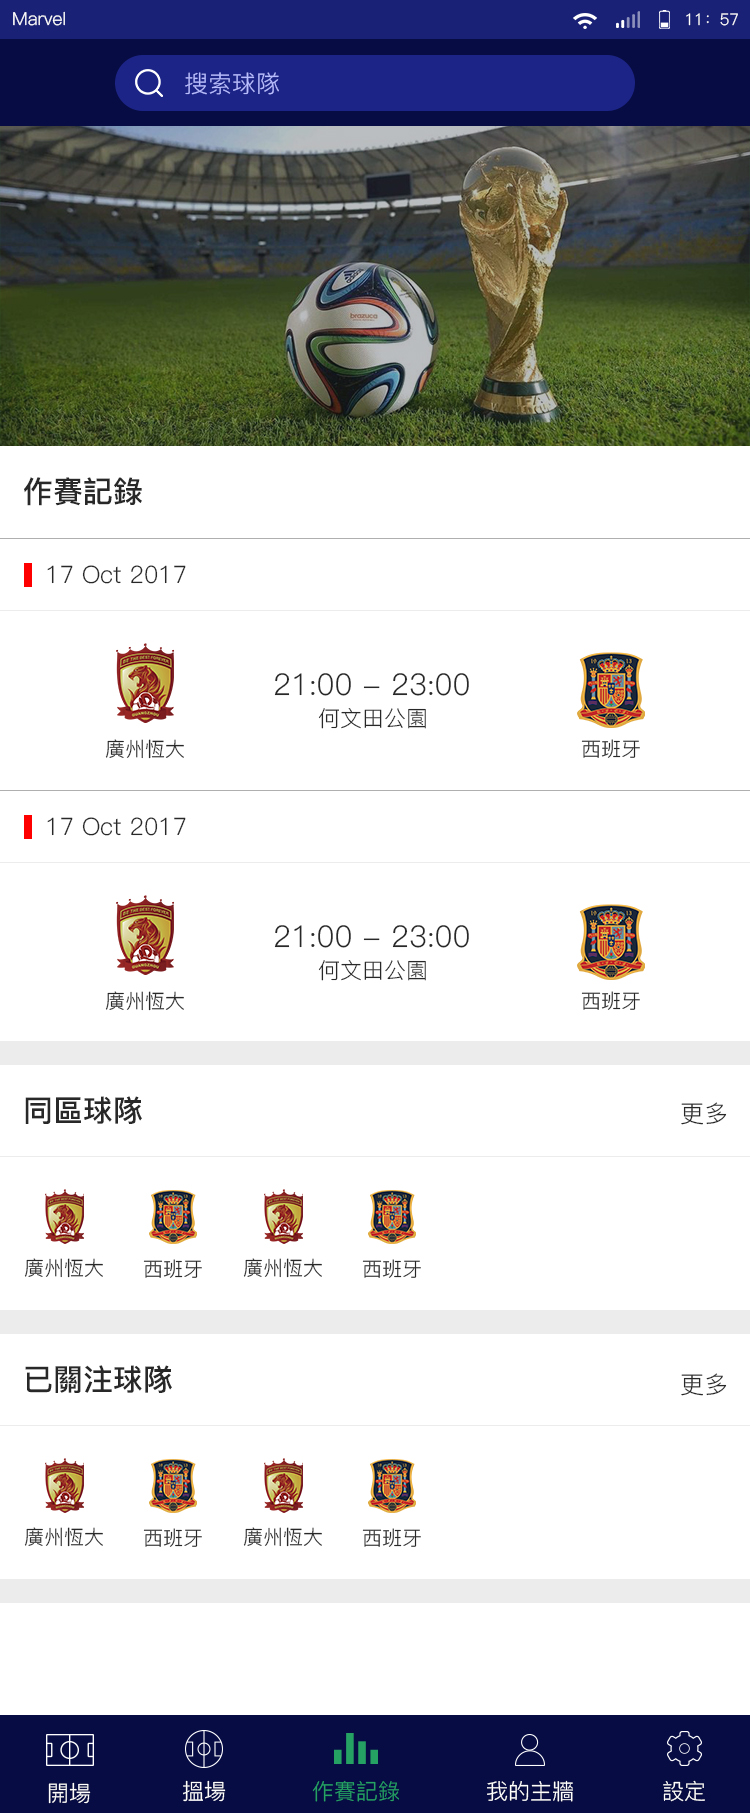 Marvel
11: 57
搜索球隊
brazuca
作賽記錄
17 Oct 2017
21:00 – 23:00
何文田公園
廣州恆大
西班牙
17 Oct 2017
21:00 – 23:00
何文田公園
廣州恆大
西班牙
同區球隊
更多
廣州恆大
西班牙
廣州恆大
西班牙
已關注球隊
更多
廣州恆大
西班牙
廣州恆大
西班牙
開場
搵場
作賽記錄
我的主牆
設定